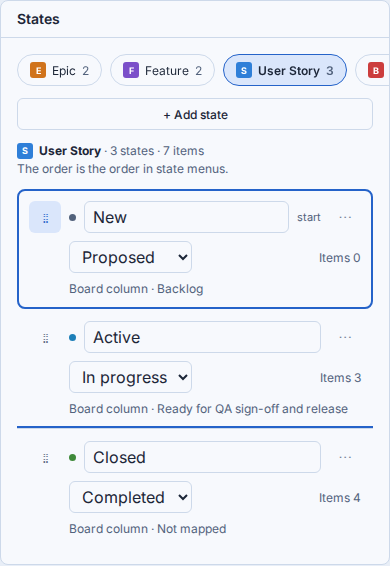 States
E Epic 2 F Feature 2 S User Story 3 B
+ Add state
S User Story · 3 states · 7 items
The order is the order in state menus.
New start ...
Proposed Items 0
Board column · Backlog
Active ...
In progress Items 3
Board column · Ready for QA sign-off and release
Closed ...
Completed Items 4
Board column · Not mapped